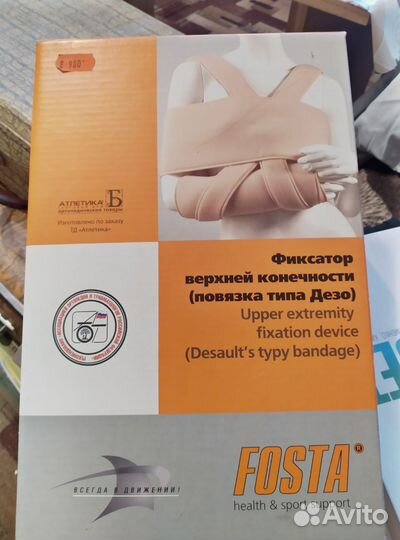 АТЛЕТИКА
ортопедические товары
Изготовлено по заказу
ТД «Атлетика»
Фиксатор
верхней конечности
(повязка типа Дезо)
Upper extremity
fixation device
(Desault's typy bandage)
ВСЕГДА В ДВИЖЕНИИ!
FOSTA®
health & sport support
Avito